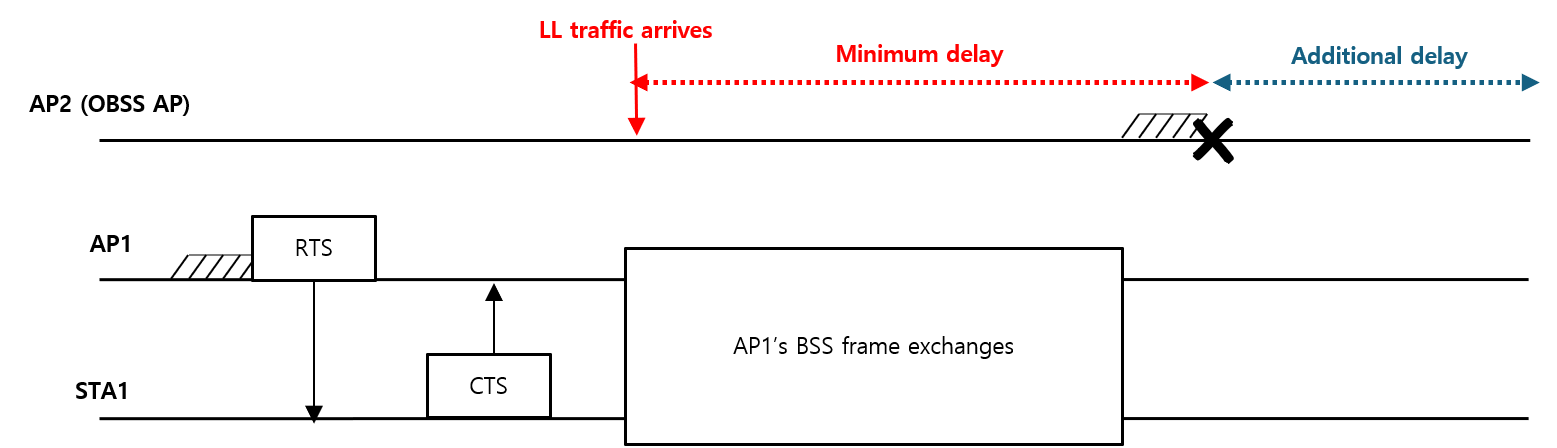 LL traffic arrives
Minimum delay
Additional delay
AP2 (OBSS AP)
AP1
RTS
AP1’s BSS frame exchanges
STA1
CTS